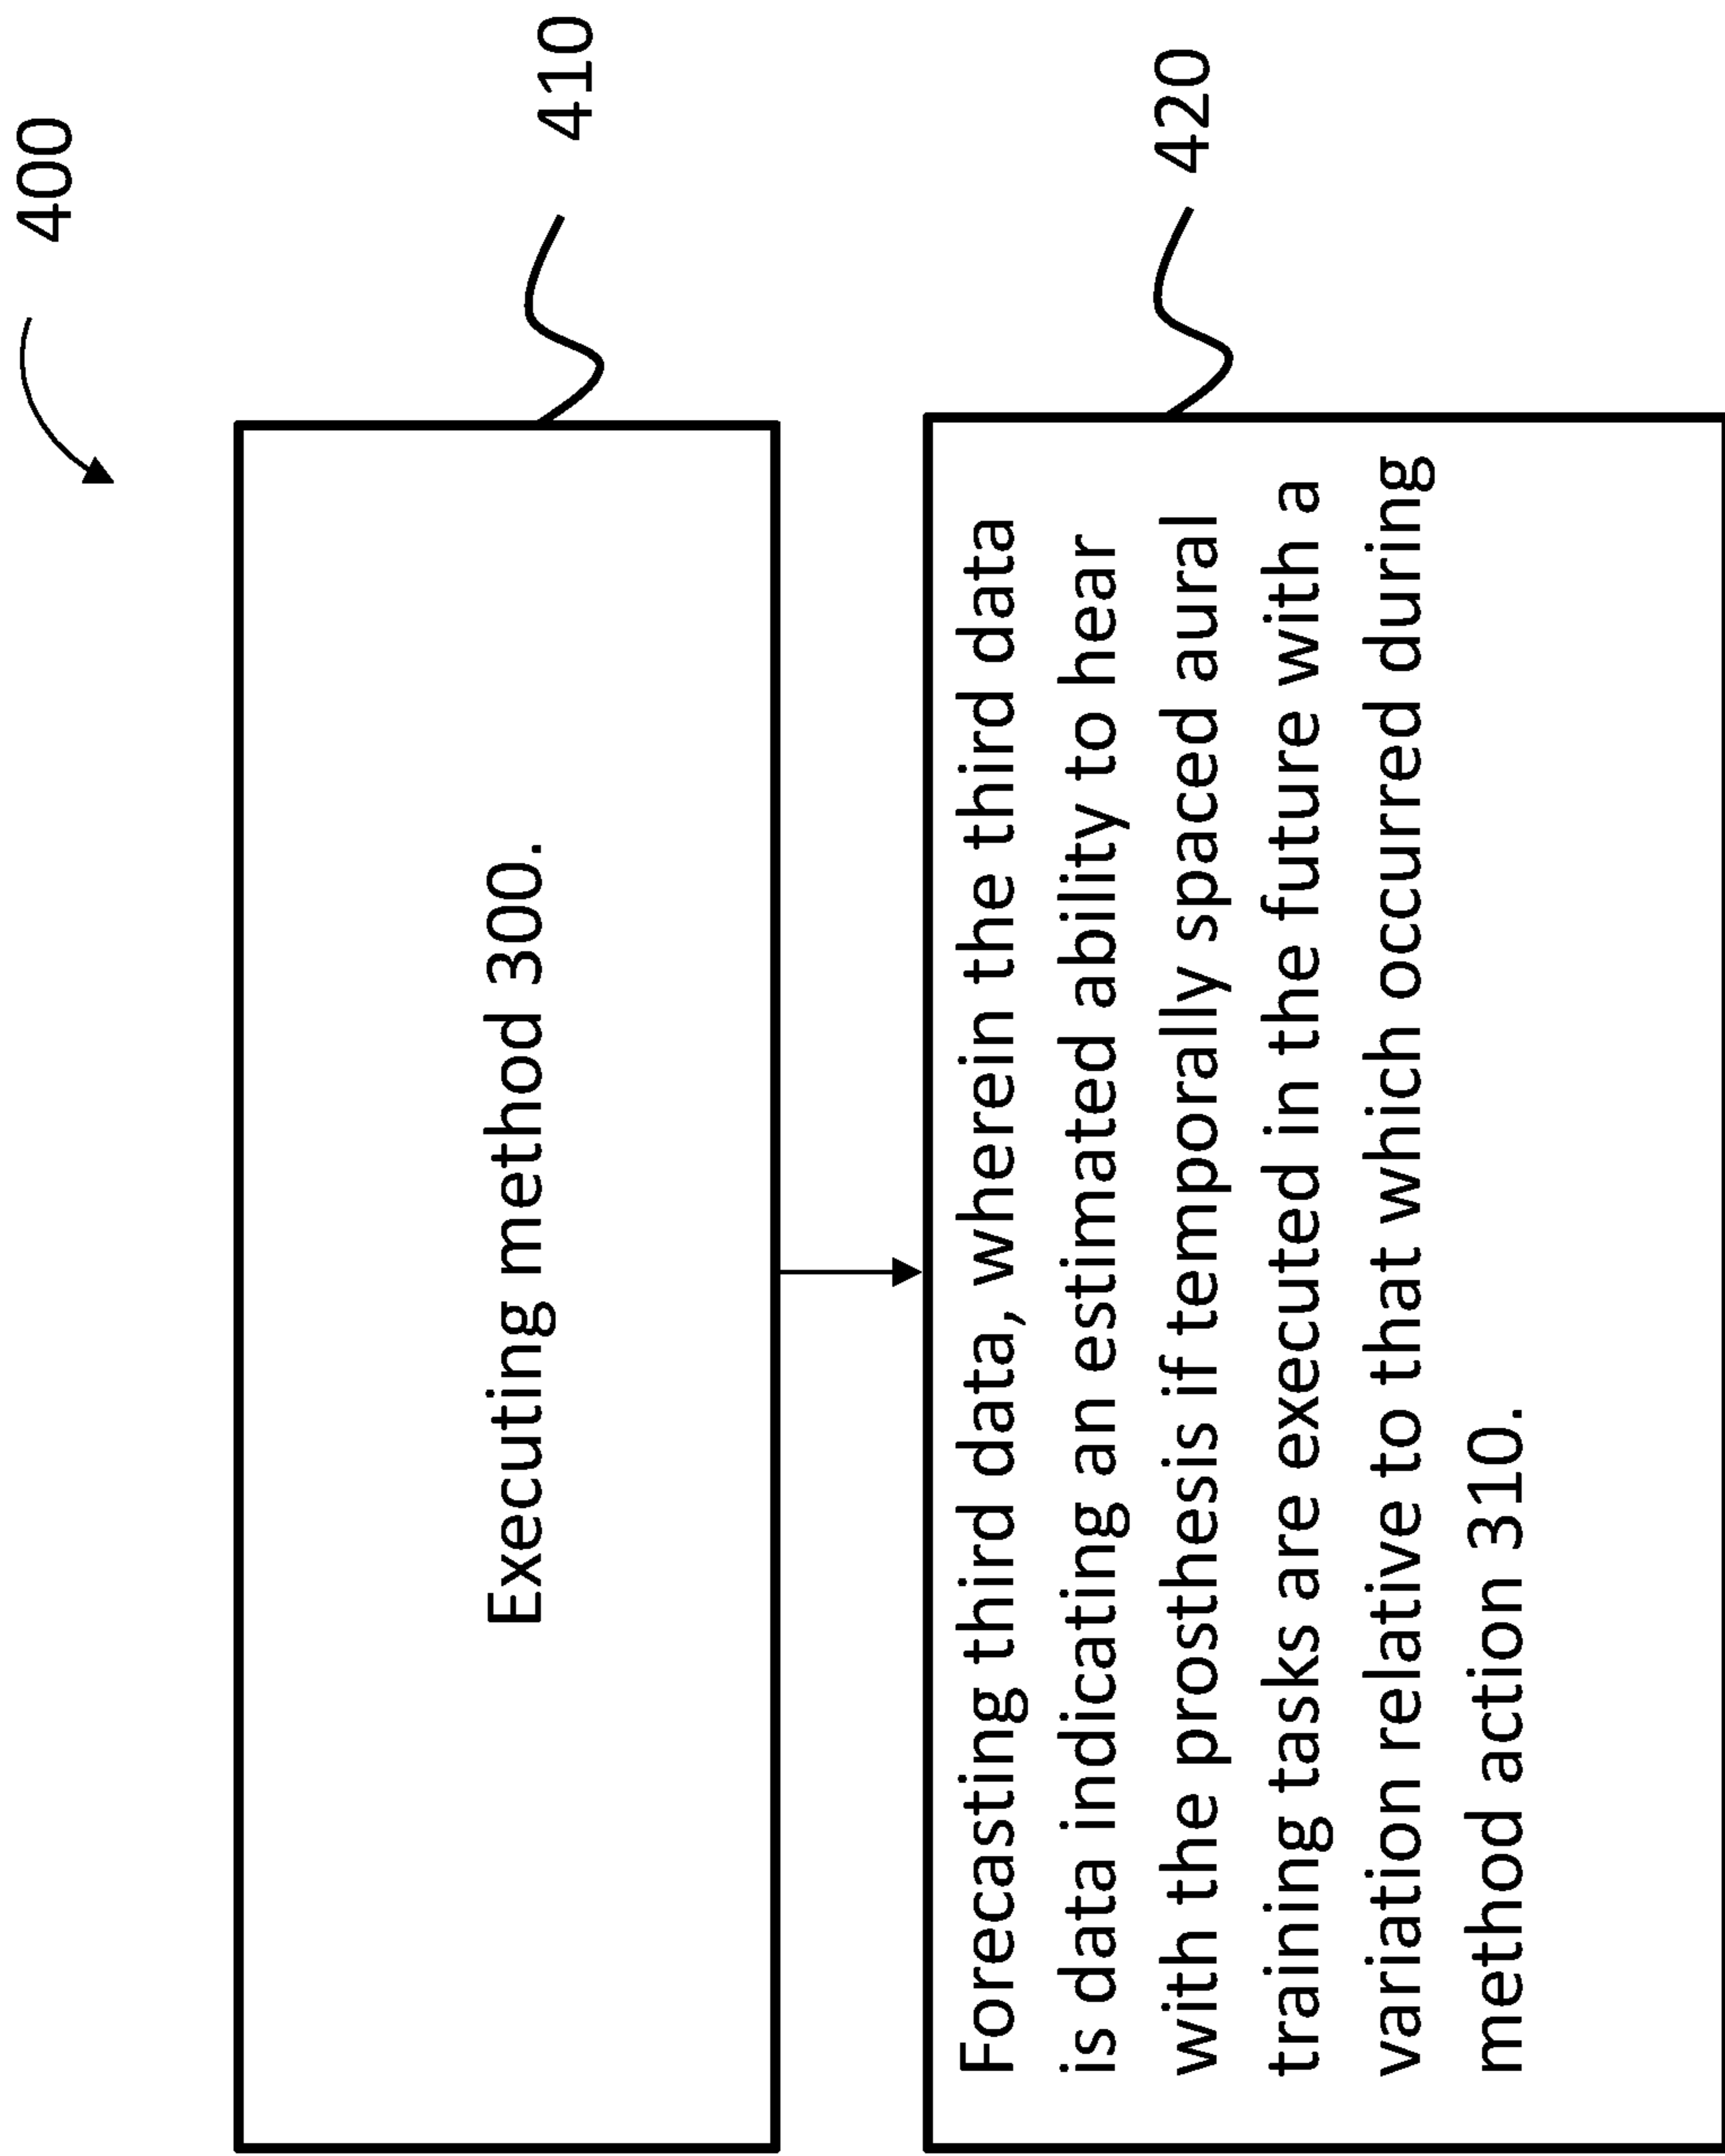 400
Executing method 300.
410
Forecasting third data, wherein the third data
is data indicating an estimated ability to hear
with the prosthesis if temporally spaced aural
training tasks are executed in the future with a
variation relative to that which occurred during
method action 310.
420